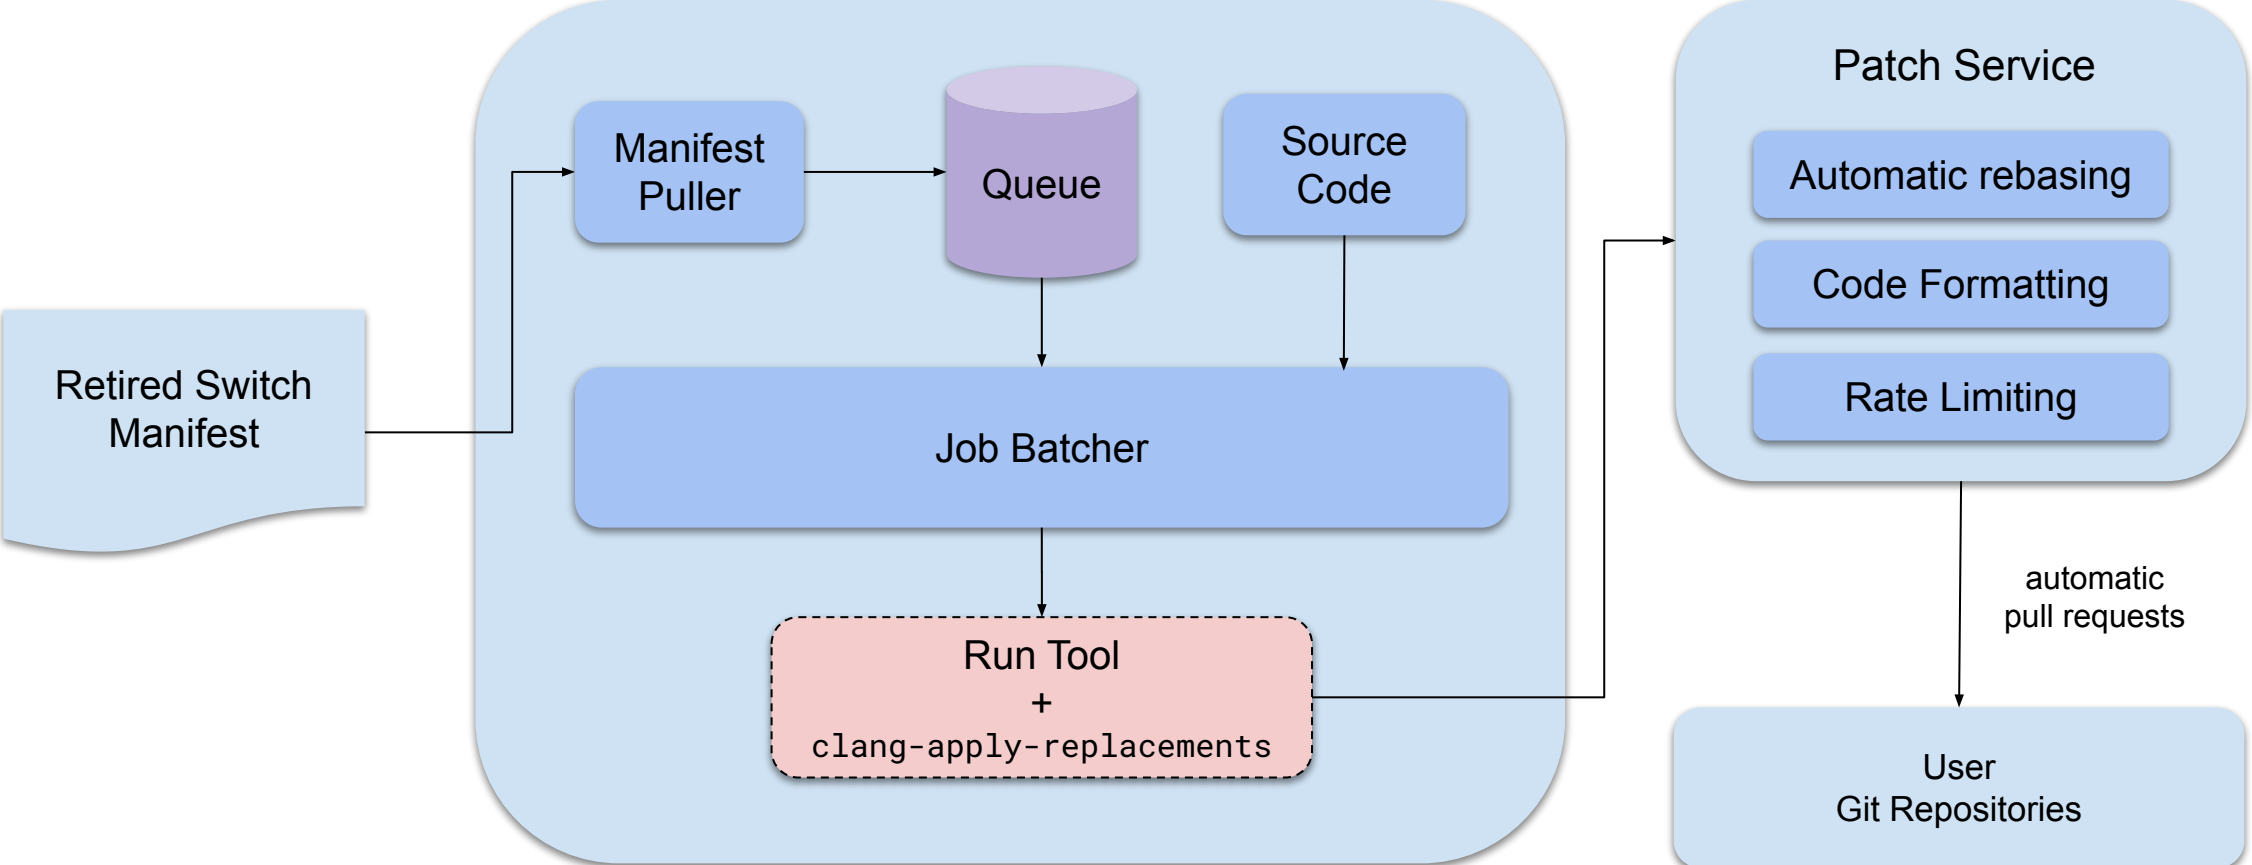 Retired Switch
Manifest
Manifest
Puller
Queue
Source
Code
Job Batcher
Run Tool
+
clang-apply-replacements
Patch Service
Automatic rebasing
Code Formatting
Rate Limiting
automatic
pull requests
User
Git Repositories